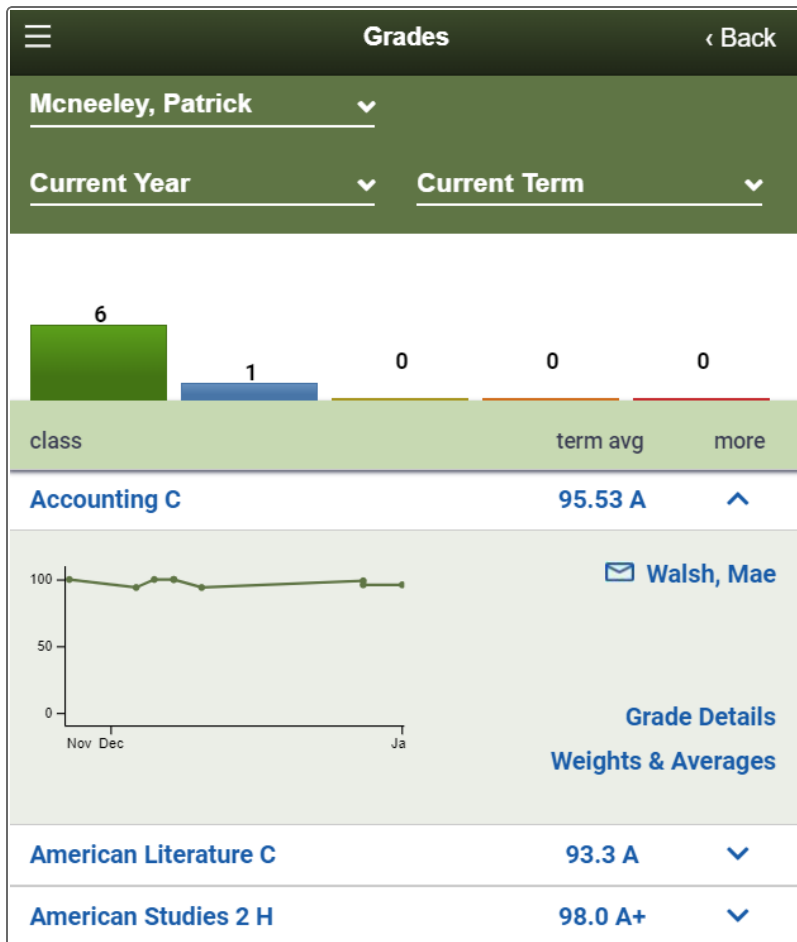 Grades ‹ Back
Mcneeley, Patrick
Current Year Current Term
6 1 0 0 0
class term avg more
Accounting C 95.53 A
Walsh, Mae
100
50
0
Nov Dec Ja
Grade Details
Weights & Averages
American Literature C 93.3 A
American Studies 2 H 98.0 A+